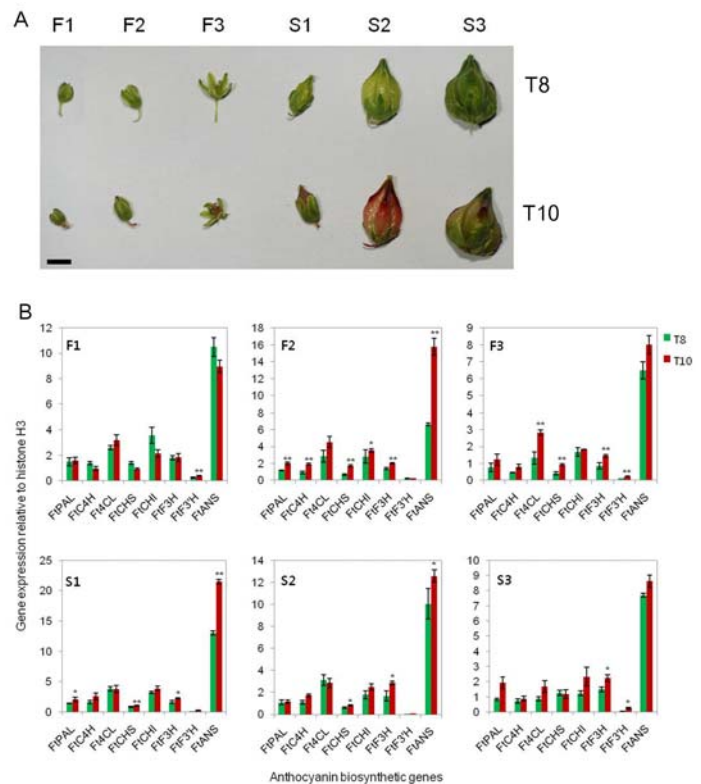 A
F1 F2 F3 S1 S2 S3
T8
T10
B
Gene expression relative to histone H3
F1
12
10
8
6
4
2
0
**
FtPAL FtC4H Ft4CL FtCHS FtCHI FtF3H FtF3'H FtANS
F2
18
16
14
12
10
8
6
4
2
0
** ** ** * ** **
FtPAL FtC4H Ft4CL FtCHS FtCHI FtF3H FtF3'H FtANS
F3
9
8
7
6
5
4
3
2
1
0
** ** ** **
FtPAL FtC4H Ft4CL FtCHS FtCHI FtF3H FtF3'H FtANS
T8
T10
S1
25
20
15
10
5
0
* ** * **
FtPAL FtC4H Ft4CL FtCHS FtCHI FtF3H FtF3'H FtANS
S2
14
12
10
8
6
4
2
0
* * *
FtPAL FtC4H Ft4CL FtCHS FtCHI FtF3H FtF3'H FtANS
S3
10
9
8
7
6
5
4
3
2
1
0
* *
FtPAL FtC4H Ft4CL FtCHS FtCHI FtF3H FtF3'H FtANS
Anthocyanin biosynthetic genes